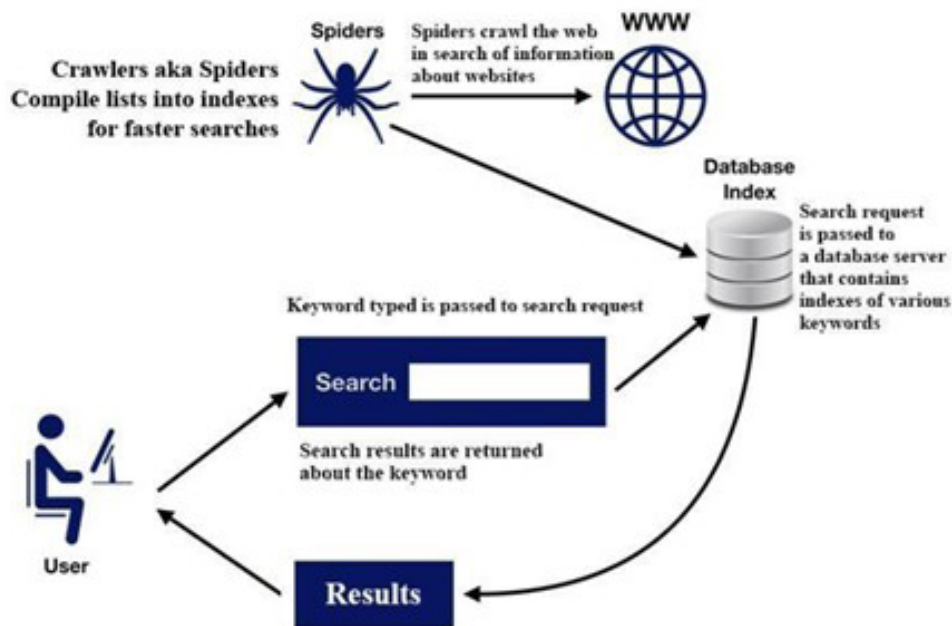 WWW
Spiders
Spiders crawl the web
in search of information
about websites
Crawlers aka Spiders
Compile lists into indexes
for faster searches
Database
Index
Search request
is passed to
a database server
that contains
indexes of various
keywords
Keyword typed is passed to search request
Search
Search results are returned
about the keyword
User
Results